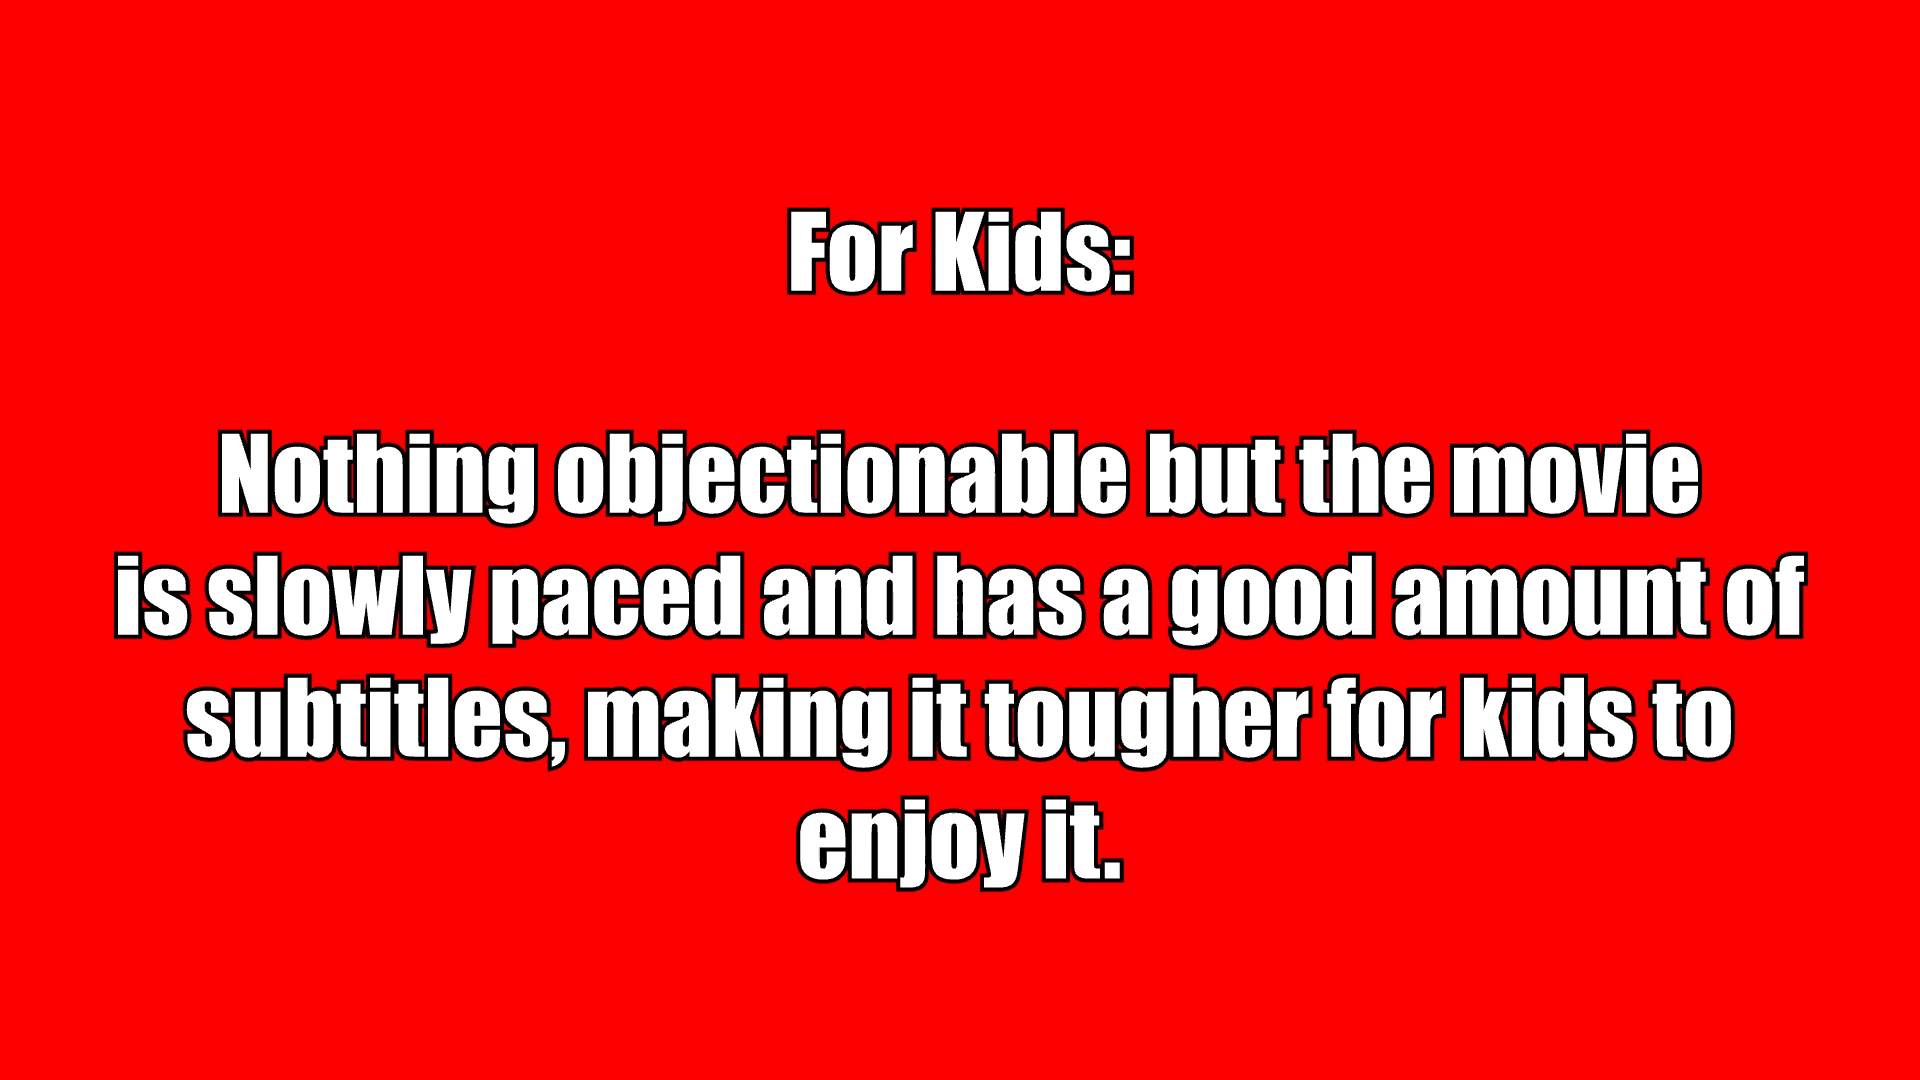 For Kids:
Nothing objectionable but the movie
is slowly paced and has a good amount of
subtitles, making it tougher for kids to
enjoy it.